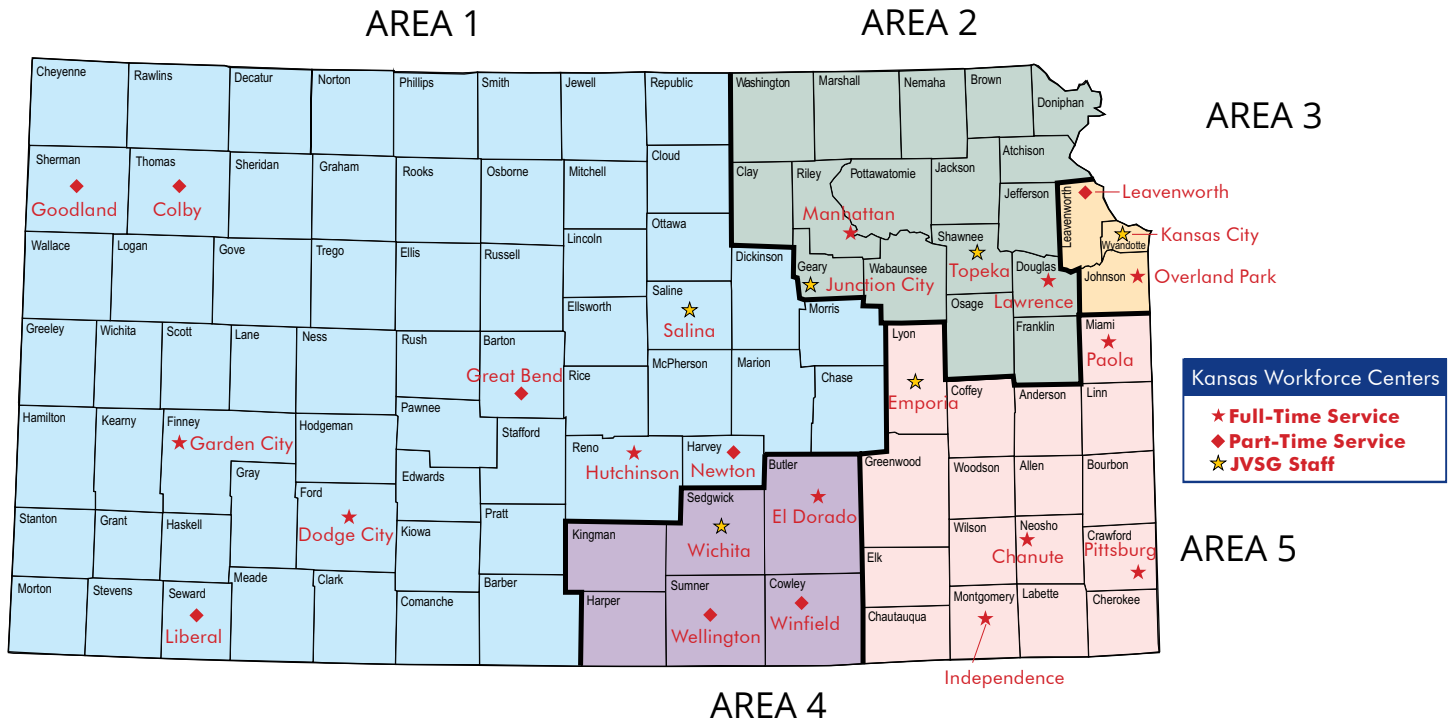 AREA 1
AREA 2
Cheyenne
Rawlins
Decatur
Norton
Phillips
Smith
Jewell
Republic
Washington
Marshall
Nemaha
Brown
Doniphan
AREA 3
Sherman
Thomas
Sheridan
Graham
Rooks
Osborne
Mitchell
Cloud
Clay
Riley
Pottawatomie
Jackson
Atchison
Jefferson
Leavenworth
Leavenworth
Goodland
Colby
Manhattan
Ottawa
Kansas City
Wyandotte
Wallace
Logan
Gove
Trego
Ellis
Russell
Lincoln
Dickinson
Geary
Wabaunsee
Shawnee
Topeka
Douglas
Johnson
Overland Park
Junction City
Lawrence
Saline
Salina
Ellsworth
Morris
Osage
Franklin
Greeley
Wichita
Scott
Lane
Ness
Rush
Barton
Great Bend
McPherson
Marion
Lyon
Miami
Paola
Rice
Chase
Emporia
Coffey
Anderson
Linn
Kansas Workforce Centers
Full-Time Service
Part-Time Service
JVSG Staff
Hamilton
Kearny
Finney
Garden City
Hodgeman
Pawnee
Stafford
Reno
Hutchinson
Harvey
Newton
Butler
El Dorado
Greenwood
Woodson
Allen
Bourbon
Gray
Ford
Dodge City
Edwards
Sedgwick
Wichita
Stanton
Grant
Haskell
Kiowa
Pratt
Kingman
Wilson
Neosho
Chanute
Crawford
Pittsburg
AREA 5
Elk
Morton
Stevens
Seward
Liberal
Meade
Clark
Comanche
Barber
Harper
Sumner
Wellington
Cowley
Winfield
Chautauqua
Montgomery
Labette
Cherokee
Independence
AREA 4